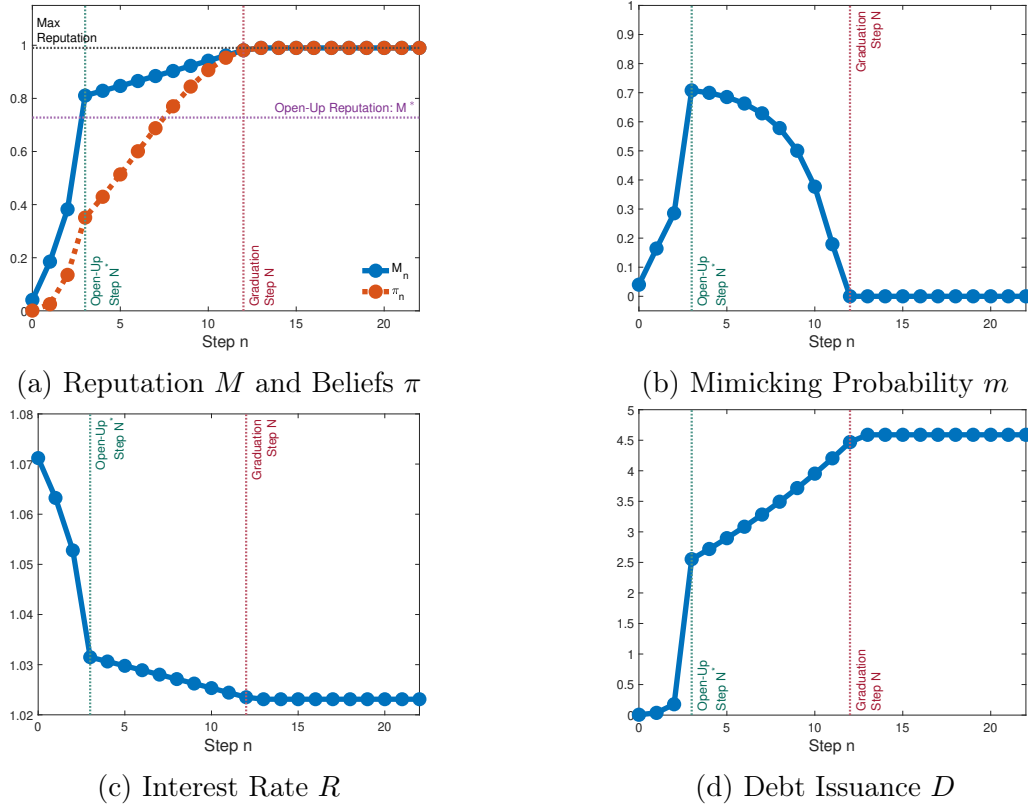 Max
Reputation
1
0.8
0.6
0.4
0.2
0
Open-Up Reputation: M*
Open-Up
Step N*
Graduation
Step N
M_n
π_n
0
5
10
15
20
Step n
(a) Reputation M and Beliefs π
1
0.9
0.8
0.7
0.6
0.5
0.4
0.3
0.2
0.1
0
Open-Up
Step N*
Graduation
Step N
0
5
10
15
20
Step n
(b) Mimicking Probability m
1.08
1.07
1.06
1.05
1.04
1.03
1.02
Open-Up
Step N*
Graduation
Step N
0
5
10
15
20
Step n
(c) Interest Rate R
5
4.5
4
3.5
3
2.5
2
1.5
1
0.5
0
Open-Up
Step N*
Graduation
Step N
0
5
10
15
20
Step n
(d) Debt Issuance D